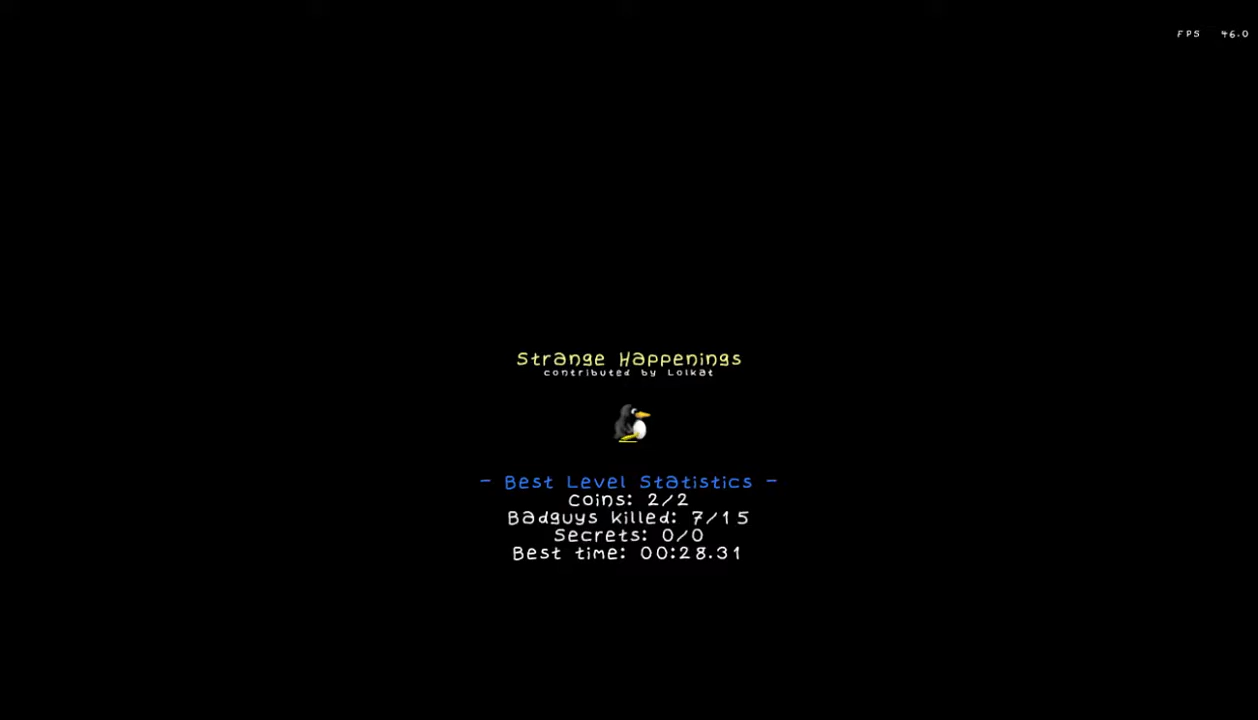 FPS 46.0
Strange Happenings
contributed by Lolkat
- Best Level Statistics -
Coins: 2/2
Badguys killed: 7/15
Secrets: 0/0
Best time: 00:28.31